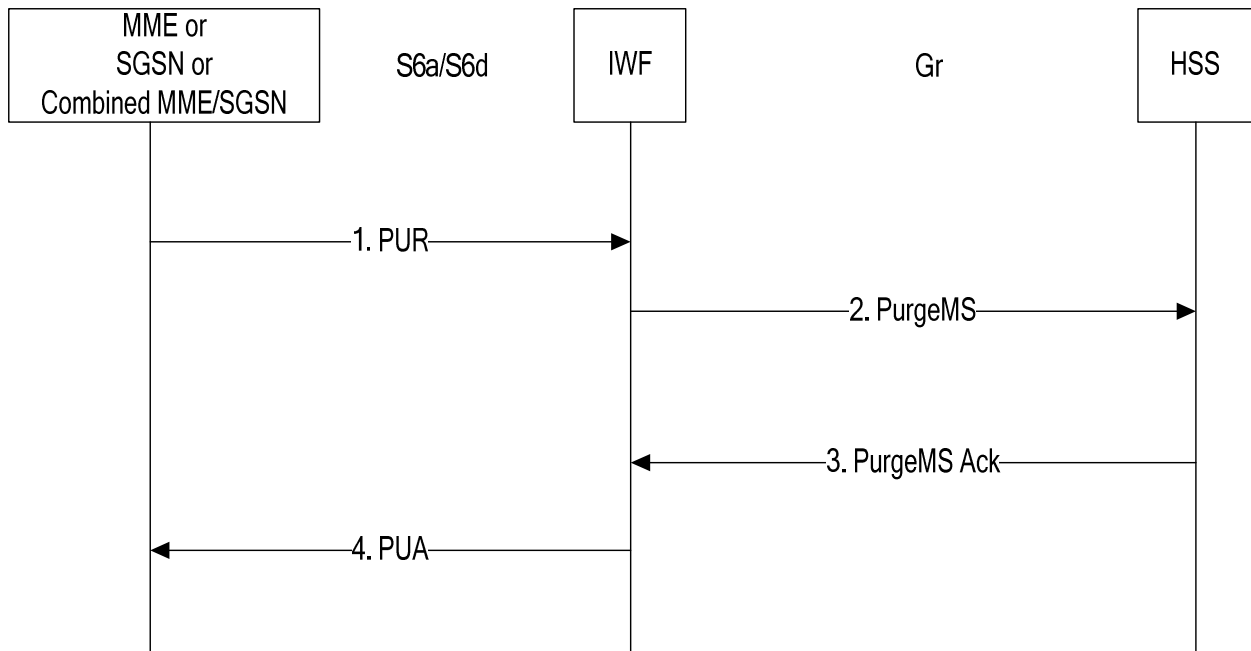 MME or
SGSN or
Combined MME/SGSN
S6a/S6d
IWF
Gr
HSS
1. PUR
2. PurgeMS
3. PurgeMS Ack
4. PUA